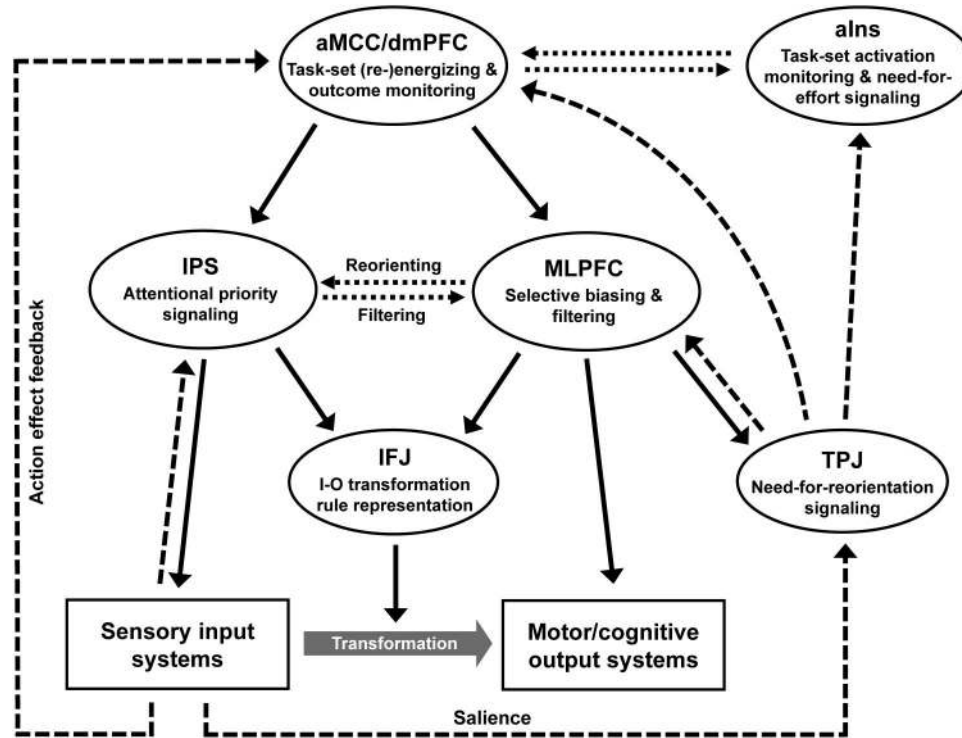 aMCC/dmPFC
Task-set (re-)energizing &
outcome monitoring
aIns
Task-set activation
monitoring & need-for-
effort signaling
IPS
Attentional priority
signaling
Reorienting
Filtering
MLPFC
Selective biasing &
filtering
Action effect feedback
IFJ
I-O transformation
rule representation
TPJ
Need-for-reorientation
signaling
Sensory input
systems
Transformation
Motor/cognitive
output systems
Salience